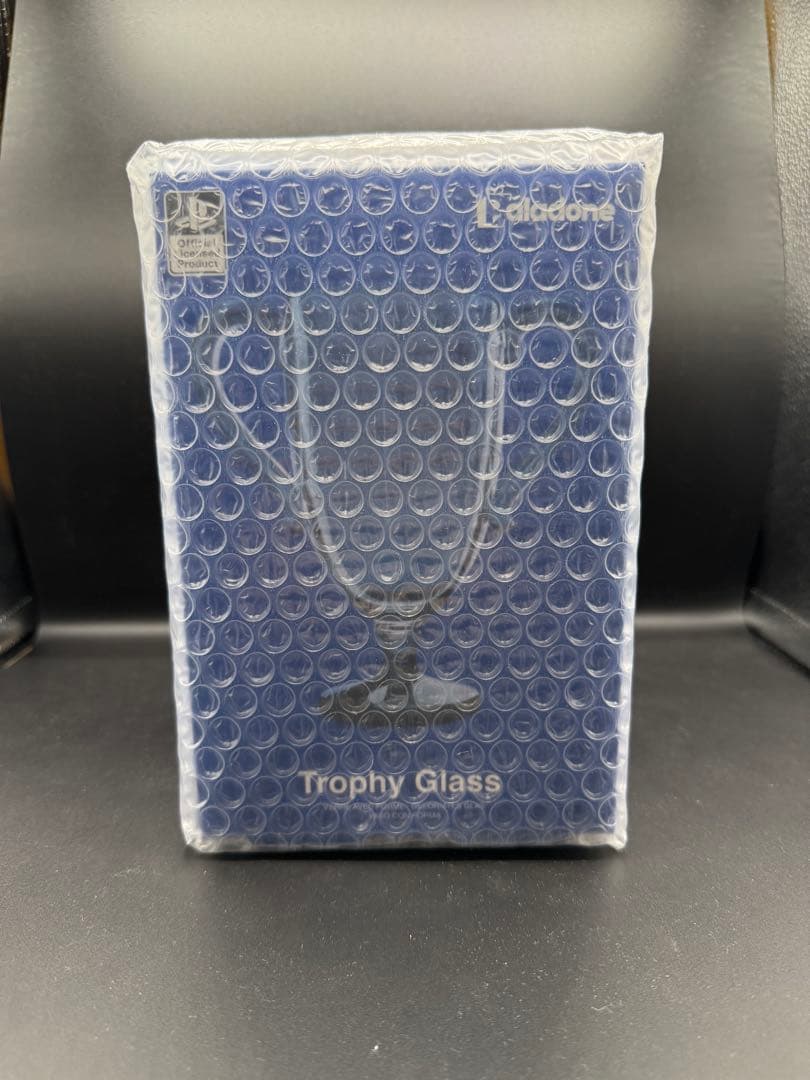 Official
Licensed
Product
Paladone
Trophy Glass